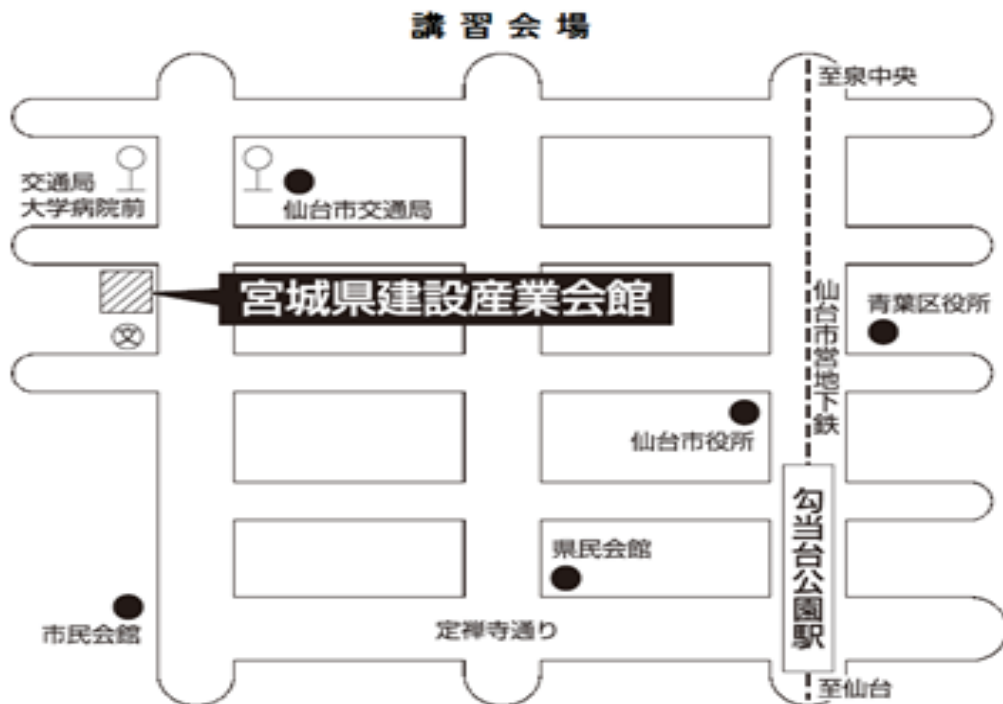 講習会場
至泉中央
交通局
大学病院前
仙台市交通局
宮城県建設産業会館
文
仙台市営地下鉄
青葉区役所
仙台市役所
勾当台公園駅
県民会館
市民会館
定禅寺通り
至仙台